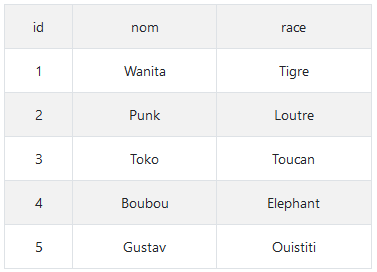 id nom race
1 Wanita Tigre
2 Punk Loutre
3 Toko Toucan
4 Boubou Elephant
5 Gustav Ouistiti